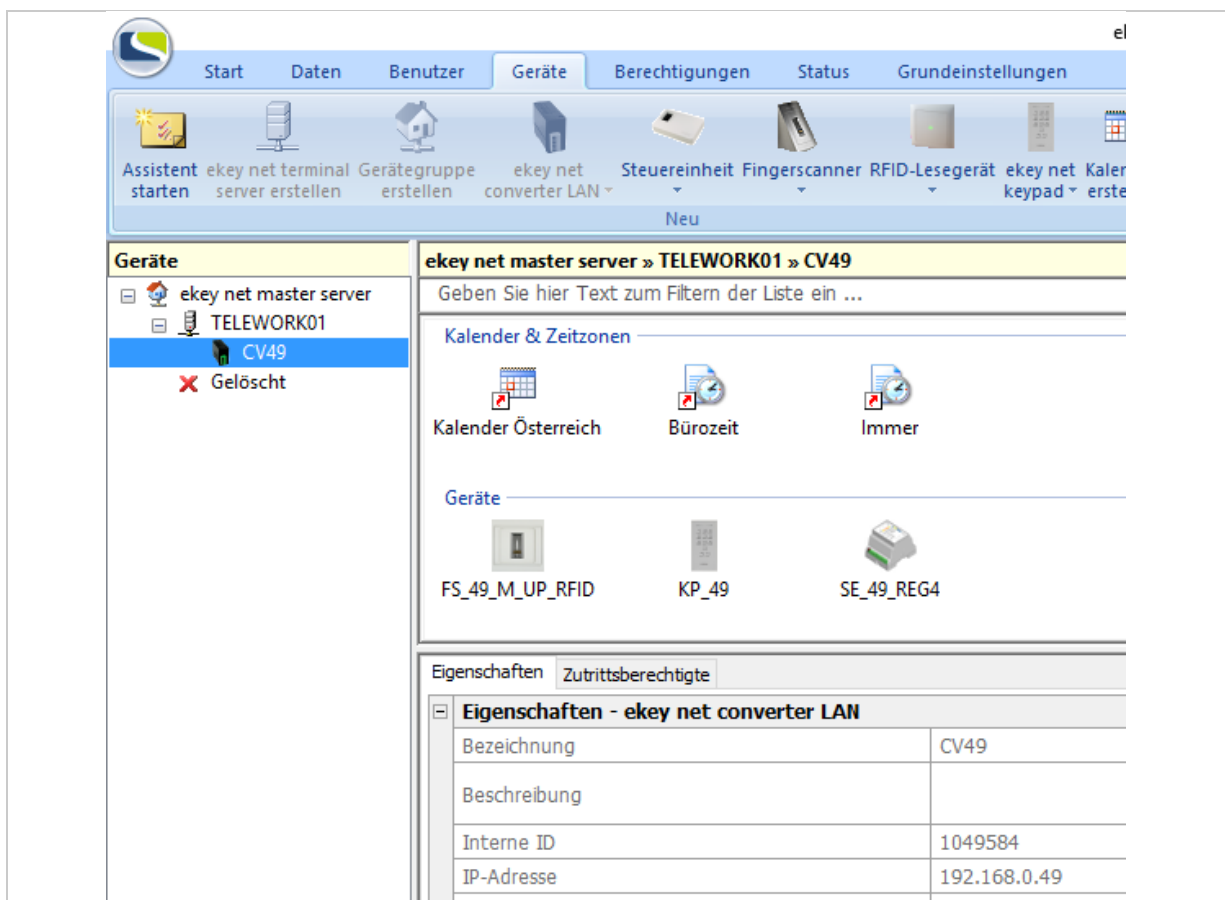 Start Daten Benutzer Geräte Berechtigungen Status Grundeinstellungen
Assistent starten
ekey net terminal server erstellen
Gerätegruppe erstellen
ekey net converter LAN
Steuereinheit
Fingerscanner
RFID-Lesegerät
ekey net keypad
Neu
Geräte
ekey net master server
TELEWORK01
CV49
Gelöscht
ekey net master server » TELEWORK01 » CV49
Geben Sie hier Text zum Filtern der Liste ein ...
Kalender & Zeitzonen
Kalender Österreich
Bürozeit
Immer
Geräte
FS_49_M_UP_RFID
KP_49
SE_49_REG4
Eigenschaften Zutrittsberechtigte
Eigenschaften - ekey net converter LAN
Bezeichnung CV49
Beschreibung
Interne ID 1049584
IP-Adresse 192.168.0.49